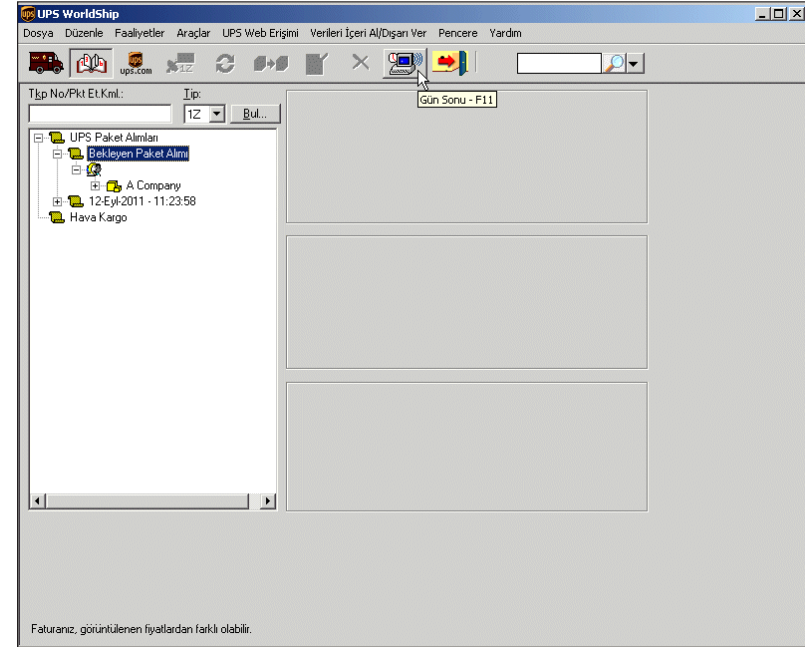 UPS WorldShip
Dosya Düzenle Faaliyetler Araçlar UPS Web Erişimi Verileri İçeri Al/Dışarı Ver Pencere Yardım
ups
ups.com
1Z
Gün Sonu - F11
Tkp No/Pkt Et.Kml.: Tip:
1Z Bul...
UPS Paket Alımları
Bekleyen Paket Alımı
A Company
12-Eyl-2011 - 11:23:58
Hava Kargo
Faturanız, görüntülenen fiyatlardan farklı olabilir.